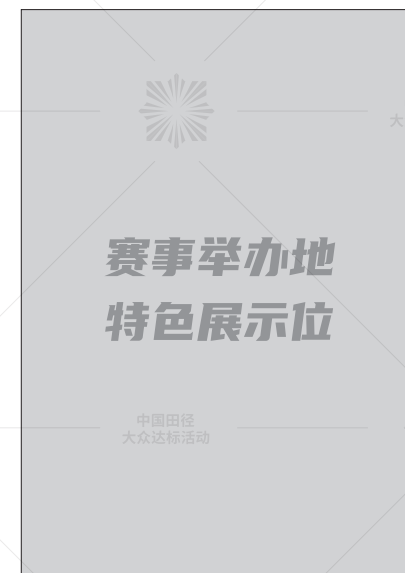 大
赛事举办地
特色展示位
中国田径
大众达标活动